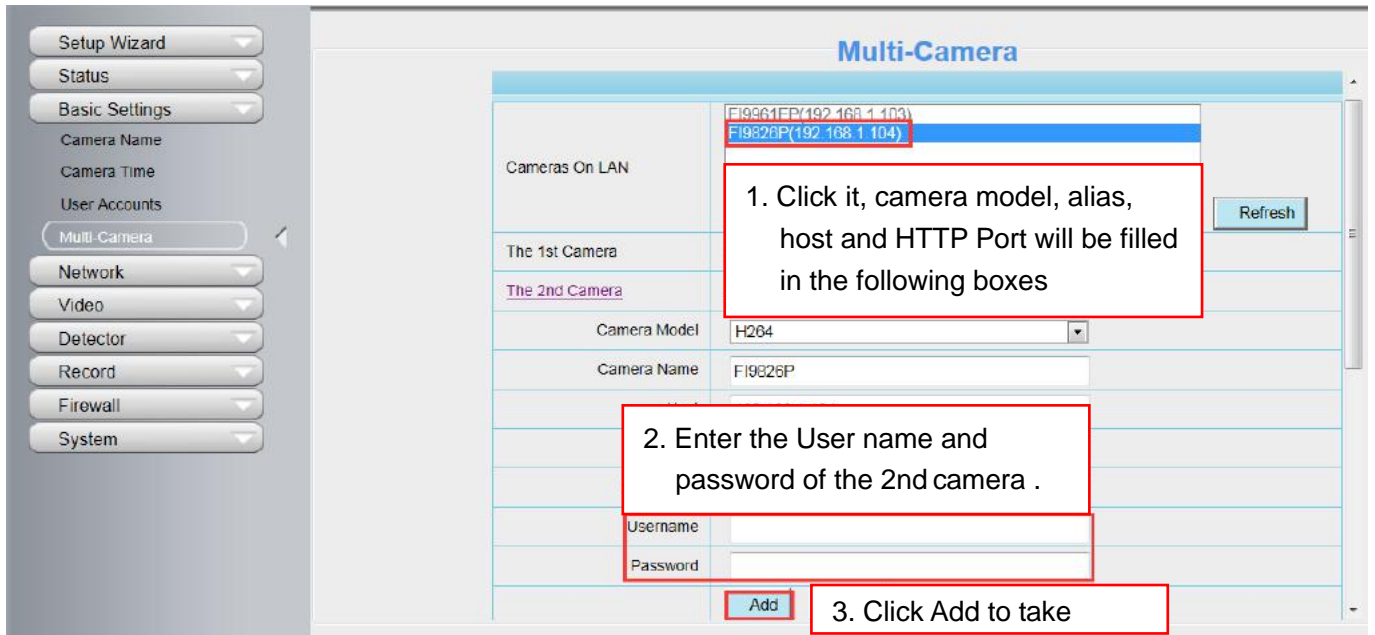 Setup Wizard
Status
Basic Settings
Camera Name
Camera Time
User Accounts
Multi-Camera
Network
Video
Detector
Record
Firewall
System
Multi-Camera
Cameras On LAN
FI9961EP(192.168.1.103)
FI9826P(192.168.1.104)
1. Click it, camera model, alias,
host and HTTP Port will be filled
in the following boxes
Refresh
The 1st Camera
The 2nd Camera
Camera Model
H264
Camera Name
FI9826P
2. Enter the User name and
password of the 2nd camera .
Username
Password
Add
3. Click Add to take